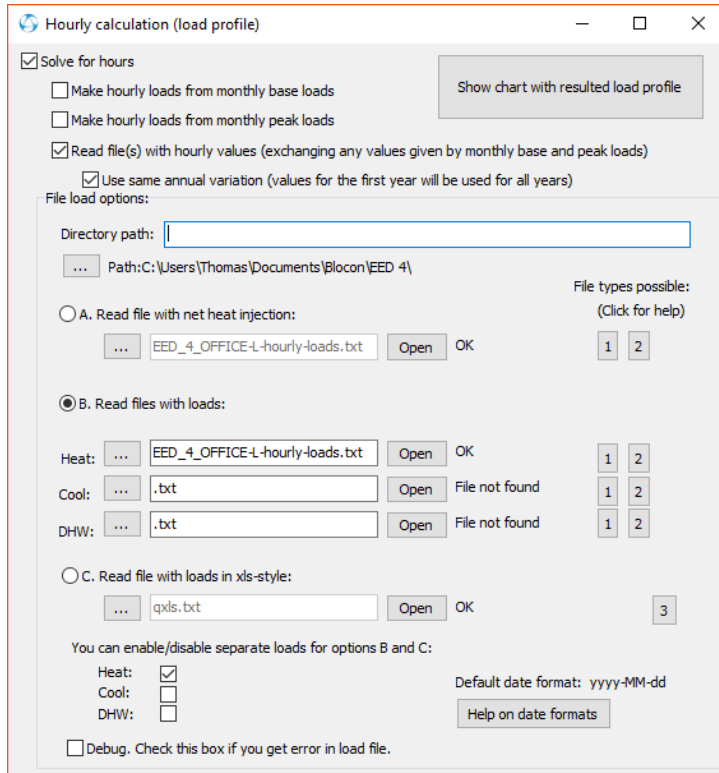 Hourly calculation (load profile)
Solve for hours
Show chart with resulted load profile
Make hourly loads from monthly base loads
Make hourly loads from monthly peak loads
Read file(s) with hourly values (exchanging any values given by monthly base and peak loads)
Use same annual variation (values for the first year will be used for all years)
File load options:
Directory path:
... Path:C:\Users\Thomas\Documents\Blocon\EED 4\
File types possible:
(Click for help)
A. Read file with net heat injection:
... EED_4_OFFICE-L-hourly-loads.txt Open OK 1 2
B. Read files with loads:
Heat: ... EED_4_OFFICE-L-hourly-loads.txt Open OK 1 2
Cool: ... .txt Open File not found 1 2
DHW: ... .txt Open File not found 1 2
C. Read file with loads in xls-style:
... qxls.txt Open OK 3
You can enable/disable separate loads for options B and C:
Heat:
Cool:
DHW:
Default date format: yyyy-MM-dd
Help on date formats
Debug. Check this box if you get error in load file.